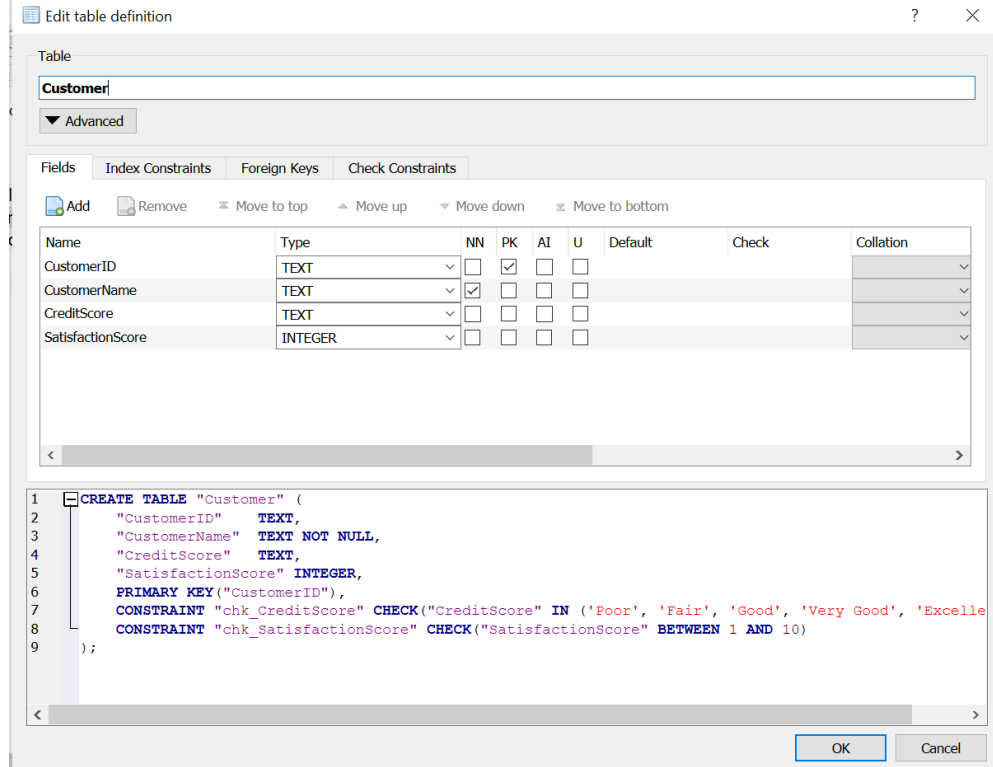 Edit table definition ?
Table
Customer
Advanced
Fields Index Constraints Foreign Keys Check Constraints
Add Remove Move to top Move up Move down Move to bottom
Name Type NN PK AI U Default Check Collation
CustomerID TEXT
CustomerName TEXT
CreditScore TEXT
SatisfactionScore INTEGER
1 CREATE TABLE "Customer" (
2 "CustomerID" TEXT,
3 "CustomerName" TEXT NOT NULL,
4 "CreditScore" TEXT,
5 "SatisfactionScore" INTEGER,
6 PRIMARY KEY("CustomerID"),
7 CONSTRAINT "chk_CreditScore" CHECK("CreditScore" IN ('Poor', 'Fair', 'Good', 'Very Good', 'Excelle
8 CONSTRAINT "chk_SatisfactionScore" CHECK("SatisfactionScore" BETWEEN 1 AND 10)
9 );
OK Cancel